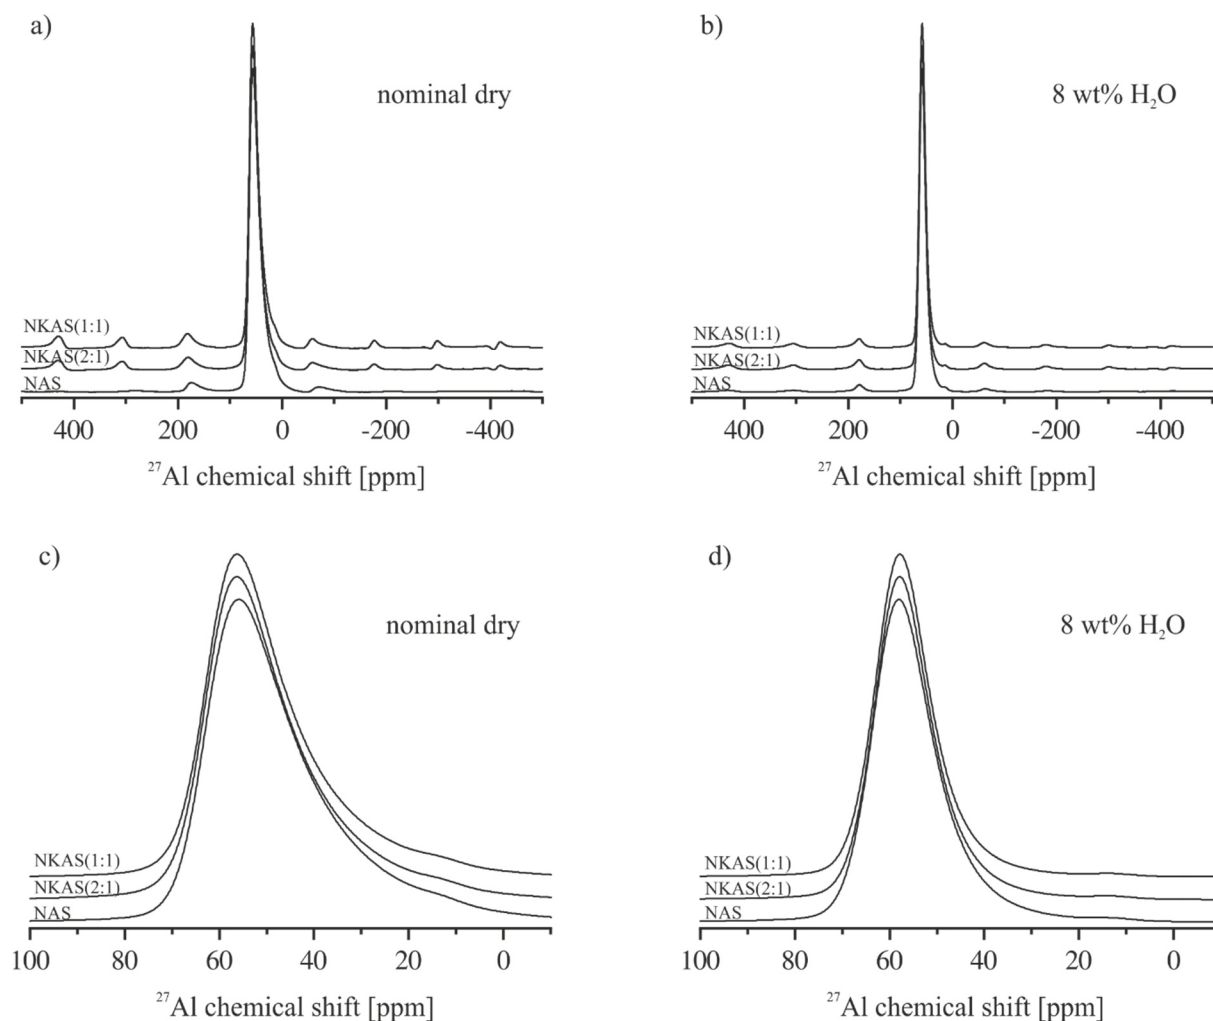 a)
nominal dry
NKAS(1:1)
NKAS(2:1)
NAS
400 200 0 -200 -400
²⁷Al chemical shift [ppm]
b)
8 wt% H₂O
NKAS(1:1)
NKAS(2:1)
NAS
400 200 0 -200 -400
²⁷Al chemical shift [ppm]
c)
nominal dry
NKAS(1:1)
NKAS(2:1)
NAS
100 80 60 40 20 0
²⁷Al chemical shift [ppm]
d)
8 wt% H₂O
NKAS(1:1)
NKAS(2:1)
NAS
100 80 60 40 20 0
²⁷Al chemical shift [ppm]